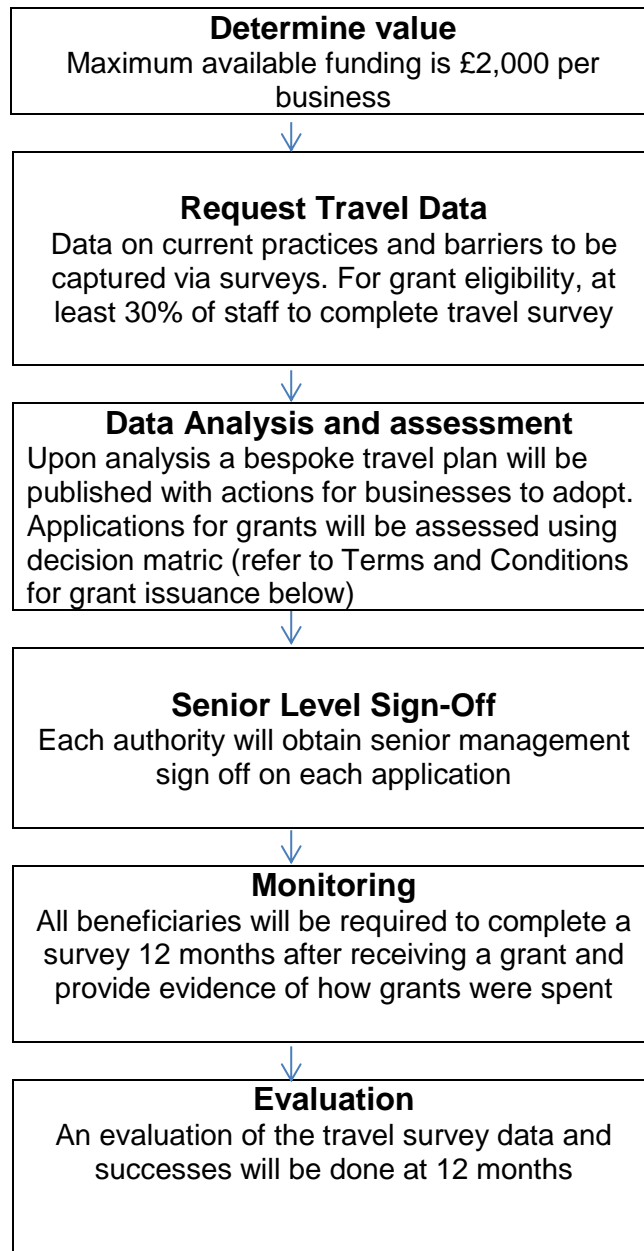 Determine value
Maximum available funding is £2,000 per
business
Request Travel Data
Data on current practices and barriers to be
captured via surveys. For grant eligibility, at
least 30% of staff to complete travel survey
Data Analysis and assessment
Upon analysis a bespoke travel plan will be
published with actions for businesses to adopt.
Applications for grants will be assessed using
decision matric (refer to Terms and Conditions
for grant issuance below)
Senior Level Sign-Off
Each authority will obtain senior management
sign off on each application
Monitoring
All beneficiaries will be required to complete a
survey 12 months after receiving a grant and
provide evidence of how grants were spent
Evaluation
An evaluation of the travel survey data and
successes will be done at 12 months